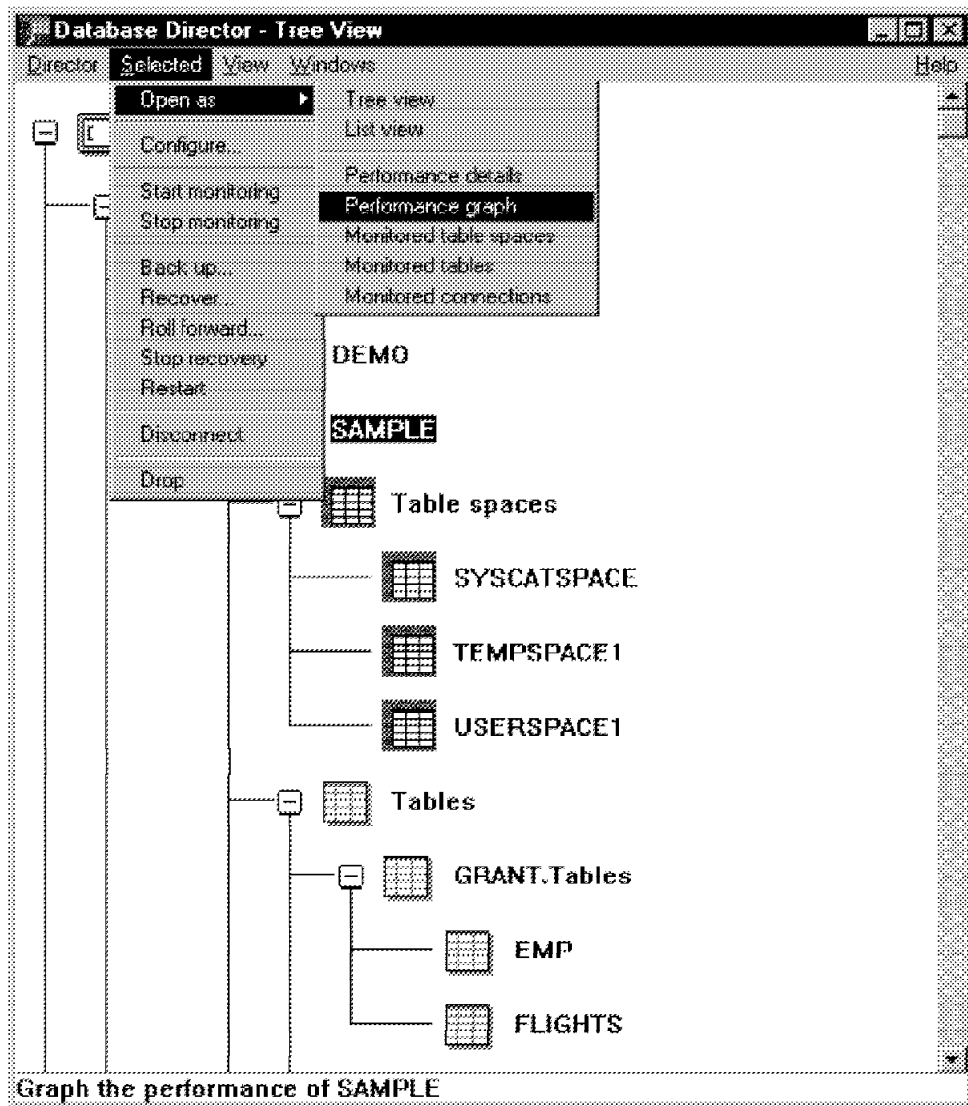 Database Director - Tree View
Director Selected View Windows Help
Open as
Configure...
Start monitoring
Stop monitoring
Back up...
Recover...
Roll forward...
Stop recovery
Restart
Disconnect
Drop
Tree view
List view
Performance details
Performance graph
Monitored table spaces
Monitored tables
Monitored connections
DEMO
SAMPLE
Table spaces
SYSCATSPACE
TEMPSPACE1
USERSPACE1
Tables
GRANT.Tables
EMP
FLIGHTS
Graph the performance of SAMPLE